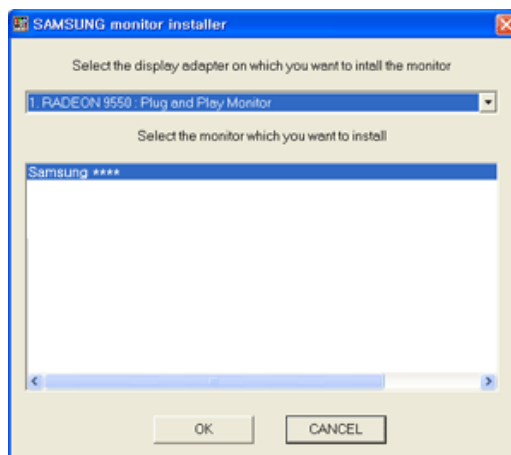 SAMSUNG monitor installer
Select the display adapter on which you want to intall the monitor
1. RADEON 9550 : Plug and Play Monitor
Select the monitor which you want to install
Samsung ****
OK
CANCEL